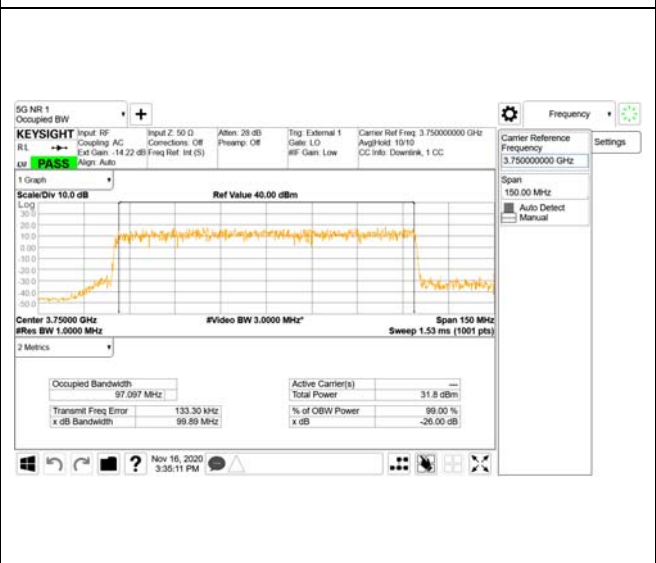 5G NR 1
Occupied BW
Frequency
KEYSIGHT Input: RF Input Z: 50 Ω Atten: 28 dB Trig: External 1 Carrier Ref Freq: 3.750000000 GHz
RL Coupling: AC Corrections: Off Preamp: Off Gate: LO Avg|Hold: 10/10
Ext Gain: -14.22 dB Freq Ref: Int (S) #IF Gain: Low CC Info: Downlink, 1 CC
PASS Align: Auto
Carrier Reference
Frequency
3.750000000 GHz
Settings
Span
150.00 MHz
Auto Detect
Manual
1 Graph
Scale/Div 10.0 dB Ref Value 40.00 dBm
Log
30.0
20.0
10.0
0.00
-10.0
-20.0
-30.0
-40.0
-50.0
Center 3.75000 GHz #Video BW 3.0000 MHz* Span 150 MHz
#Res BW 1.0000 MHz Sweep 1.53 ms (1001 pts)
2 Metrics
Occupied Bandwidth
97.097 MHz
Active Carrier(s) ---
Total Power 31.8 dBm
Transmit Freq Error 133.30 kHz
x dB Bandwidth 99.89 MHz
% of OBW Power 99.00 %
x dB -26.00 dB
Nov 16, 2020
3:35:11 PM